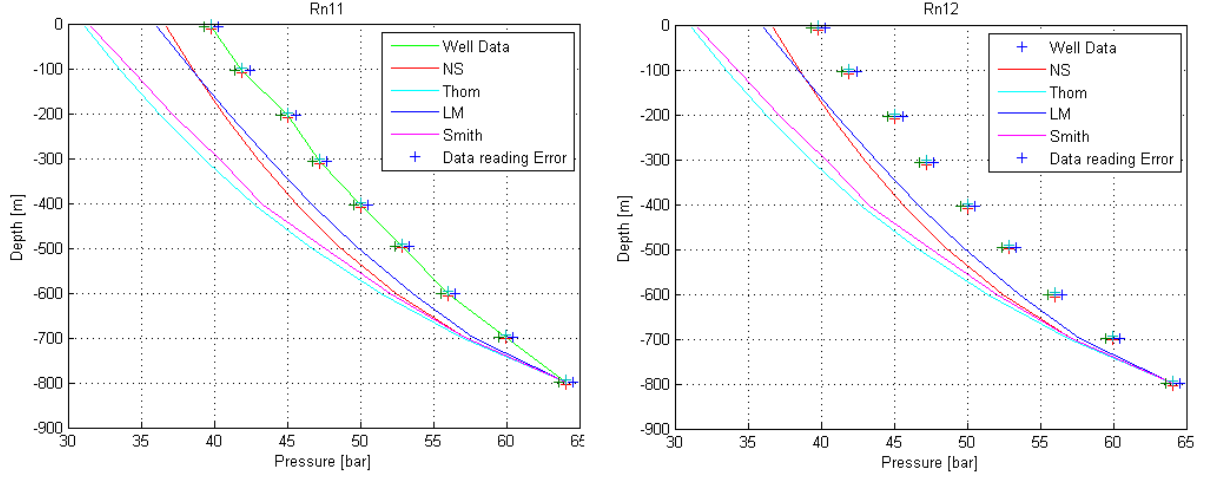 Rn11
0
-100
-200
-300
-400
-500
-600
-700
-800
-900
Depth [m]
30
35
40
45
50
55
60
65
Pressure [bar]
Well Data
NS
Thom
LM
Smith
Data reading Error
Rn12
0
-100
-200
-300
-400
-500
-600
-700
-800
-900
Depth [m]
30
35
40
45
50
55
60
65
Pressure [bar]
Well Data
NS
Thom
LM
Smith
Data reading Error